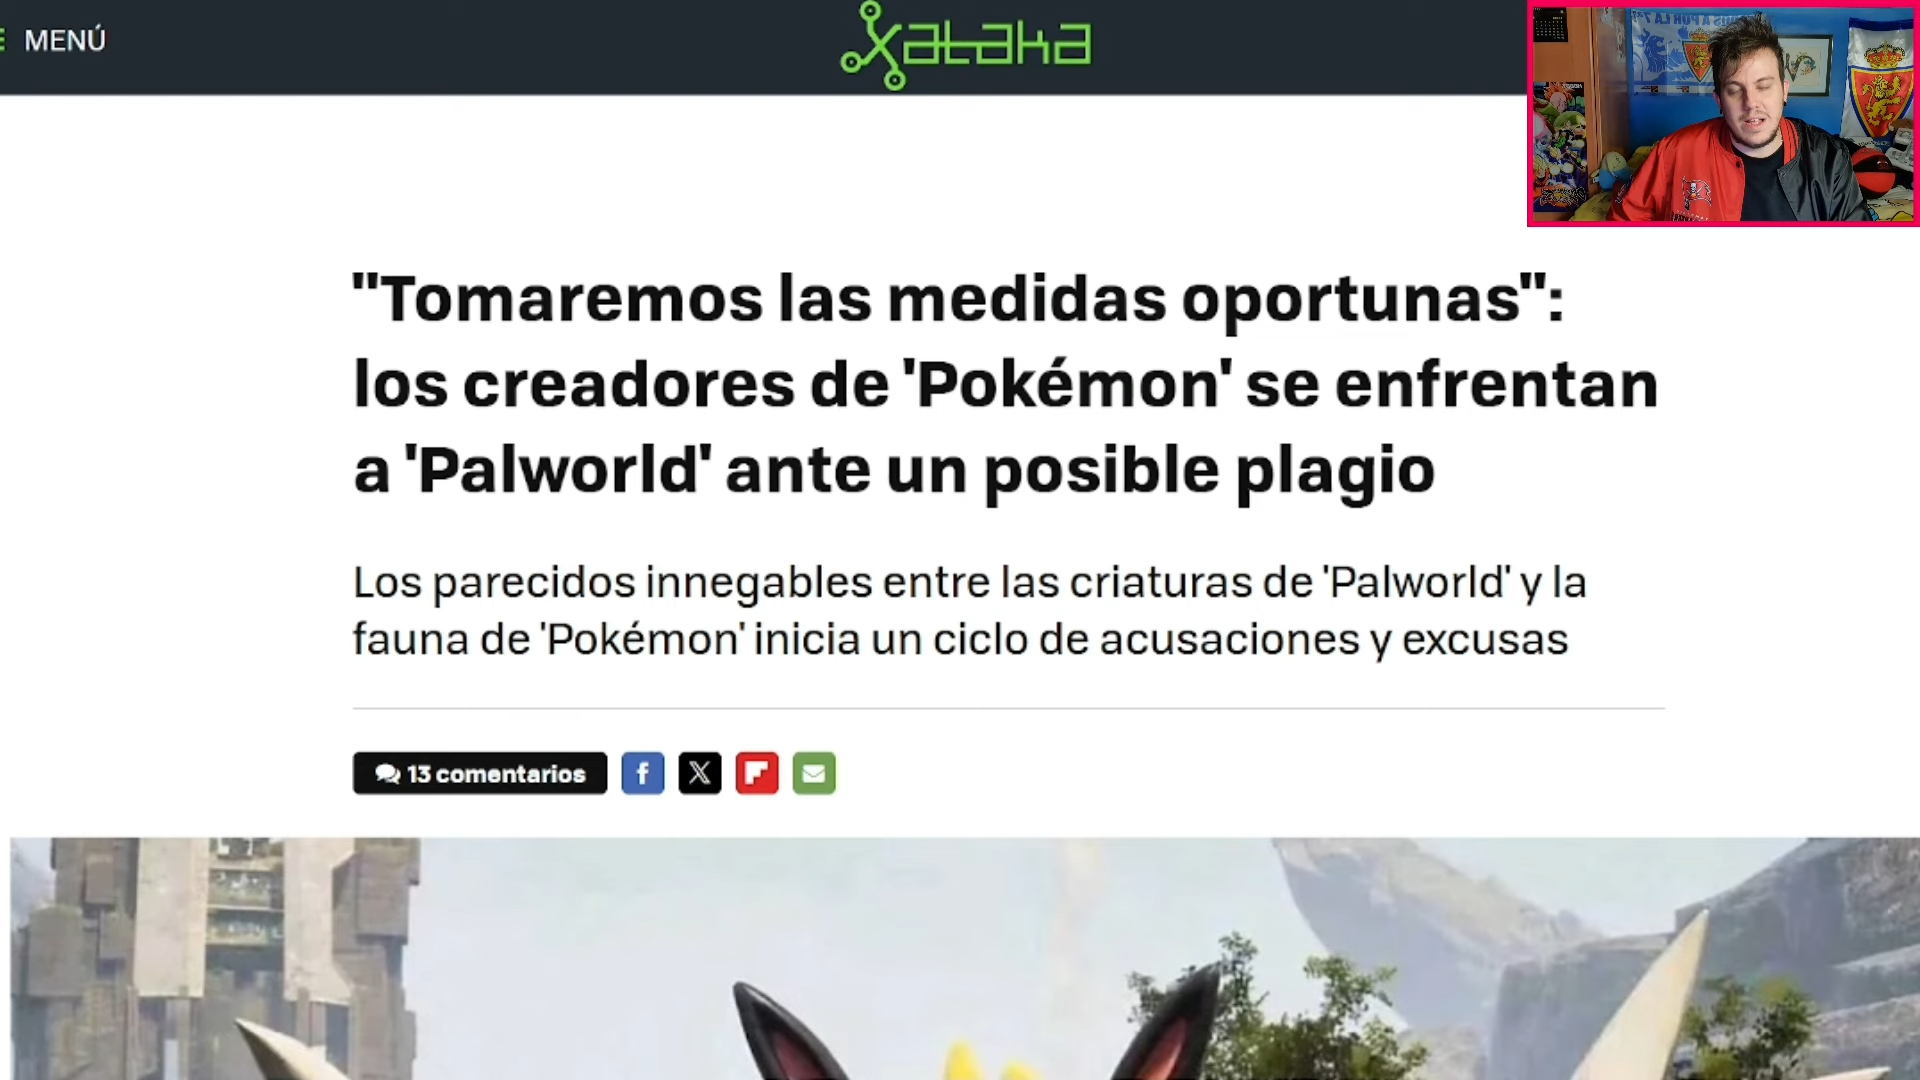 MENÚ
xataka
"Tomaremos las medidas oportunas":
los creadores de 'Pokémon' se enfrentan
a 'Palworld' ante un posible plagio
Los parecidos innegables entre las criaturas de 'Palworld' y la
fauna de 'Pokémon' inicia un ciclo de acusaciones y excusas
13 comentarios